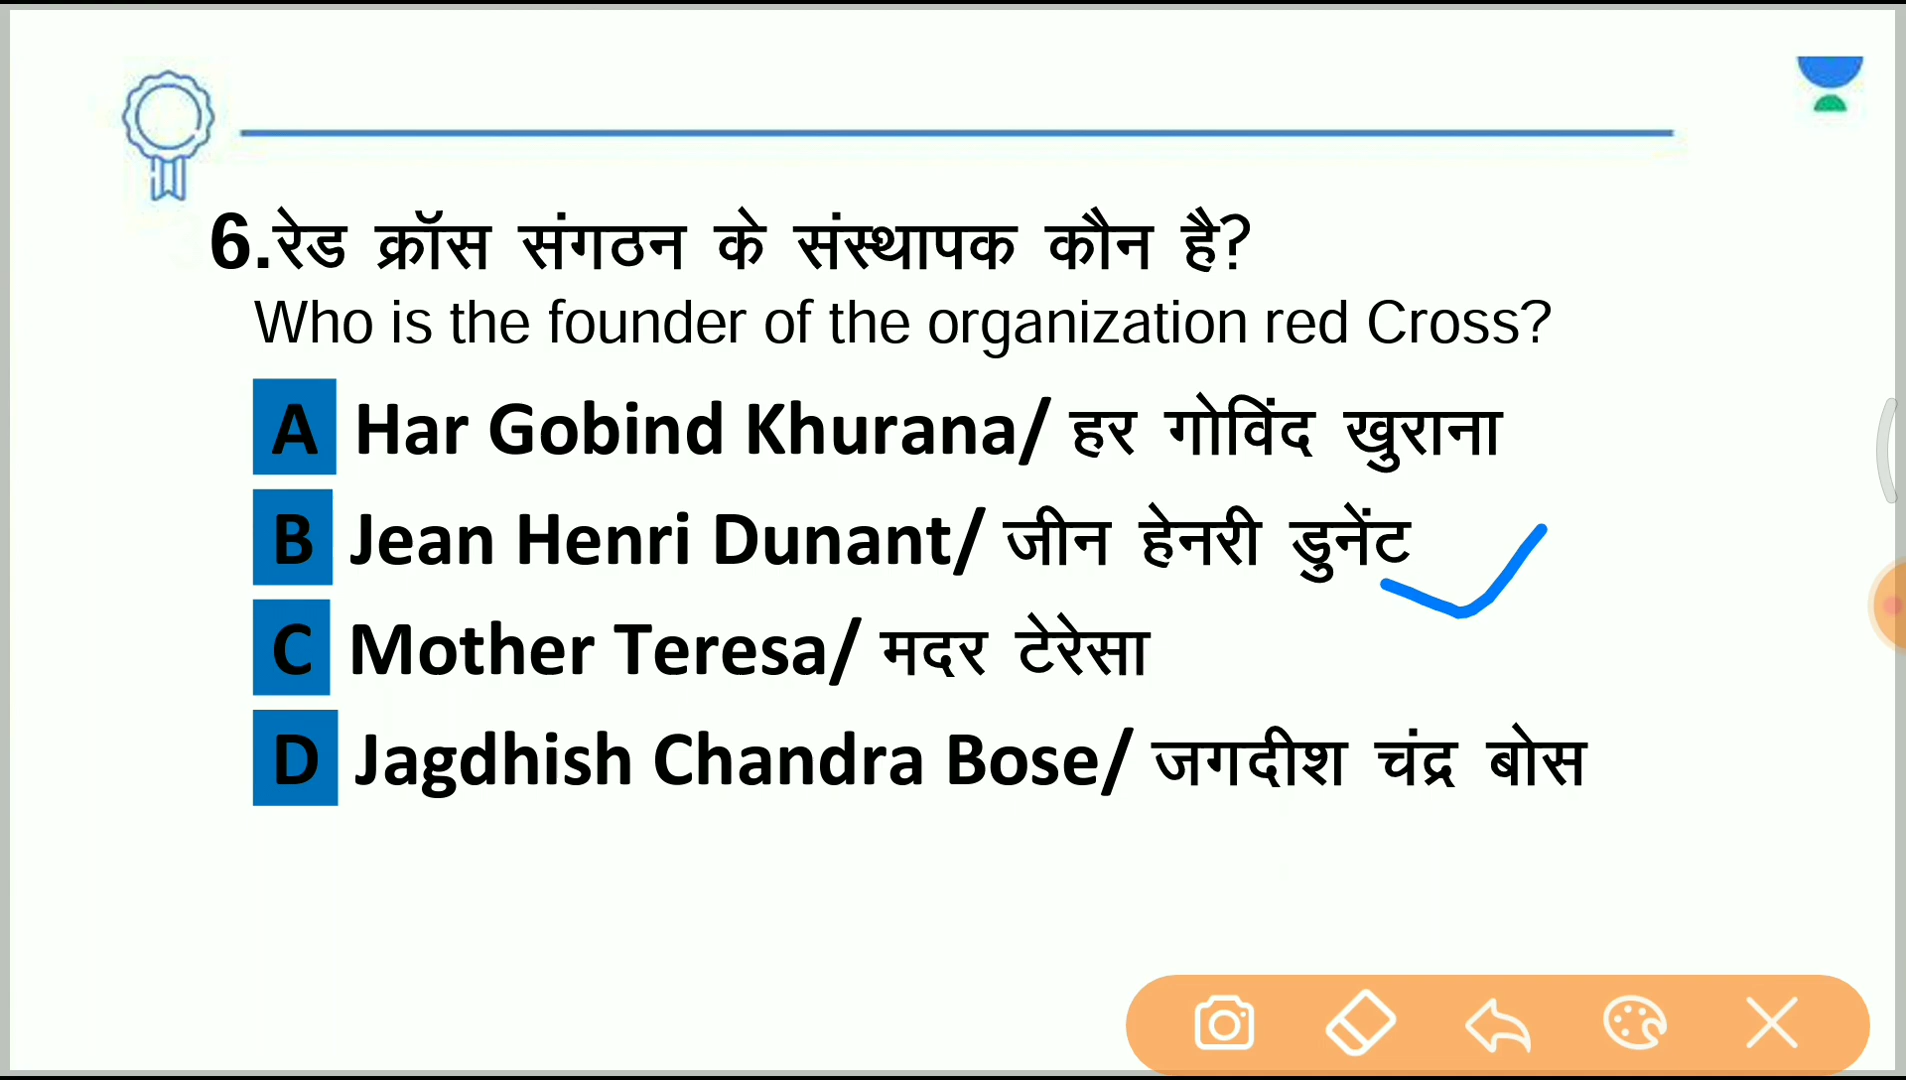 6.रेड क्रॉस संगठन के संस्थापक कौन है?
Who is the founder of the organization red Cross?
A Har Gobind Khurana/ हर गोविंद खुराना
B Jean Henri Dunant/ जीन हेनरी डुनेंट
C Mother Teresa/ मदर टेरेसा
D Jagdhish Chandra Bose/ जगदीश चंद्र बोस